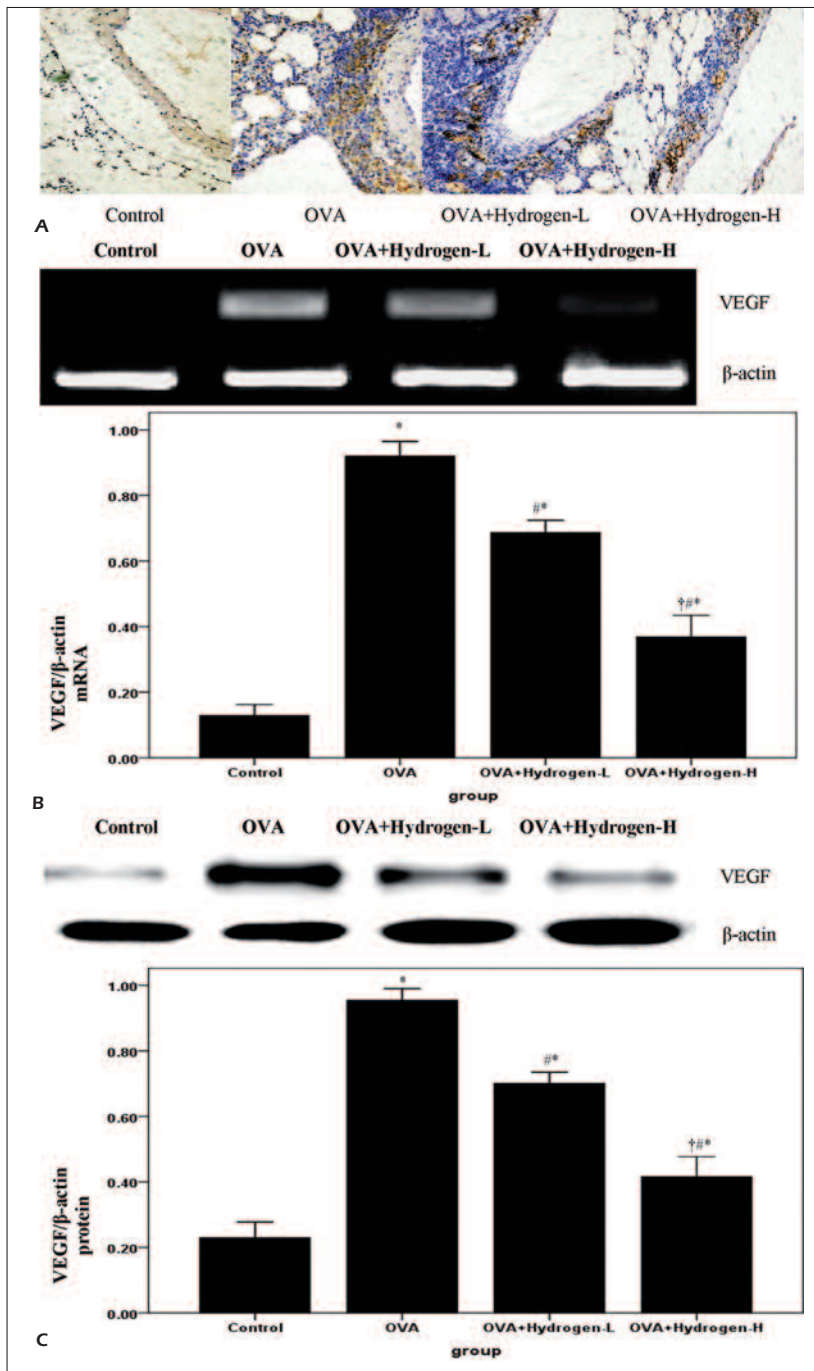 Control OVA OVA+Hydrogen-L OVA+Hydrogen-H
A
Control OVA OVA+Hydrogen-L OVA+Hydrogen-H
VEGF
β-actin
1.00
0.80
0.60
0.40
0.20
0.00
VEGF/β-actin
mRNA
*
#*
†#*
Control OVA OVA+Hydrogen-L OVA+Hydrogen-H
group
B
Control OVA OVA+Hydrogen-L OVA+Hydrogen-H
VEGF
β-actin
1.00
0.80
0.60
0.40
0.20
0.00
VEGF/β-actin
protein
*
#*
†#*
Control OVA OVA+Hydrogen-L OVA+Hydrogen-H
group
C